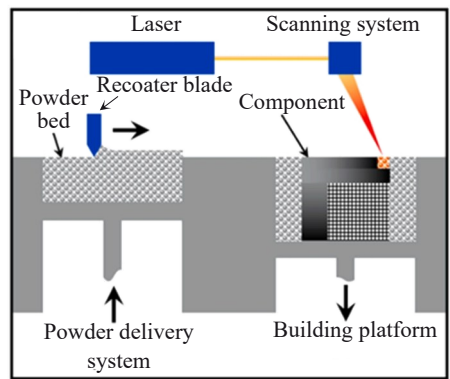 Laser
Scanning system
Recoater blade
Powder
bed
Component
Powder delivery
system
Building platform